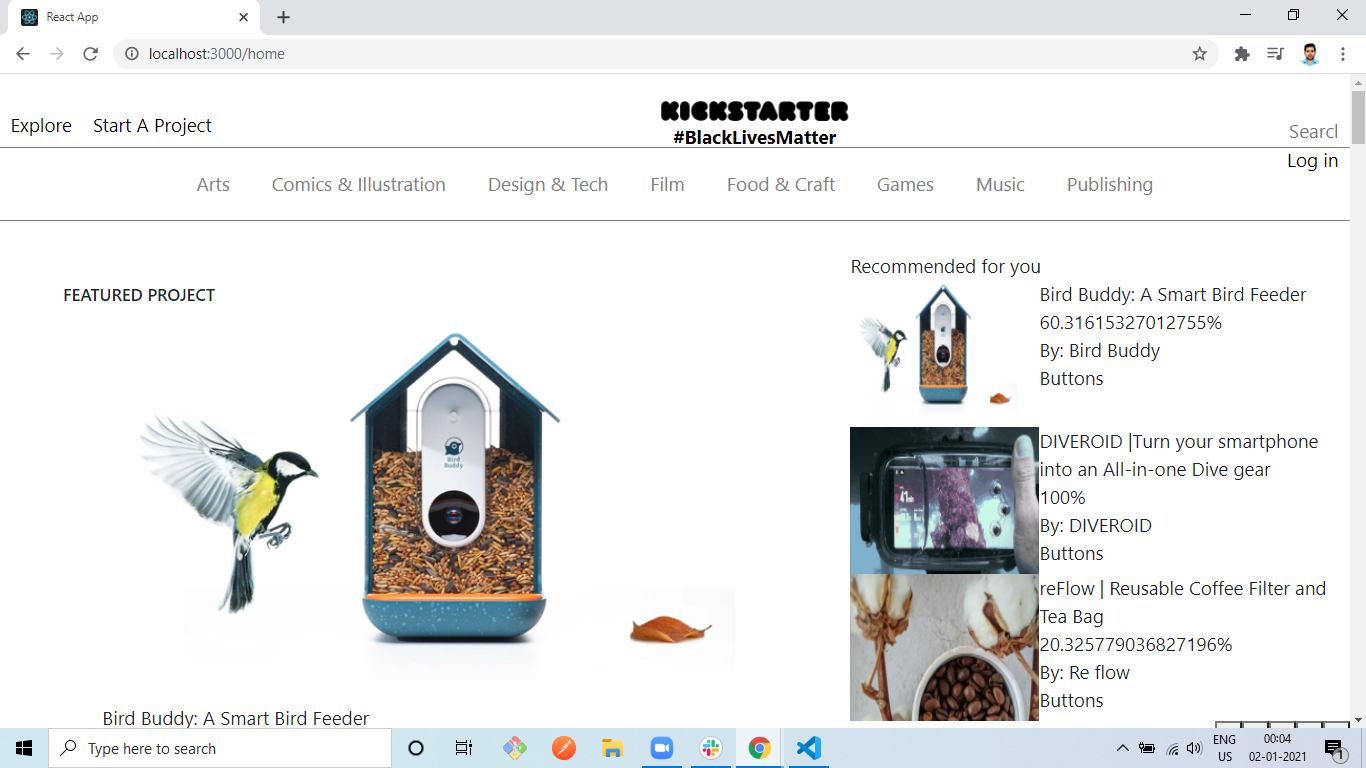 React App
localhost:3000/home
Explore Start A Project
KICKSTARTER
#BlackLivesMatter
Searcl
Log in
Arts Comics & Illustration Design & Tech Film Food & Craft Games Music Publishing
FEATURED PROJECT
Bird Buddy
Bird Buddy: A Smart Bird Feeder
Recommended for you
Bird Buddy: A Smart Bird Feeder
60.31615327012755%
By: Bird Buddy
Buttons
DIVEROID |Turn your smartphone
into an All-in-one Dive gear
100%
By: DIVEROID
Buttons
reFlow | Reusable Coffee Filter and
Tea Bag
20.325779036827196%
By: Re flow
Buttons
Type here to search
ENG
US
00:04
02-01-2021
1